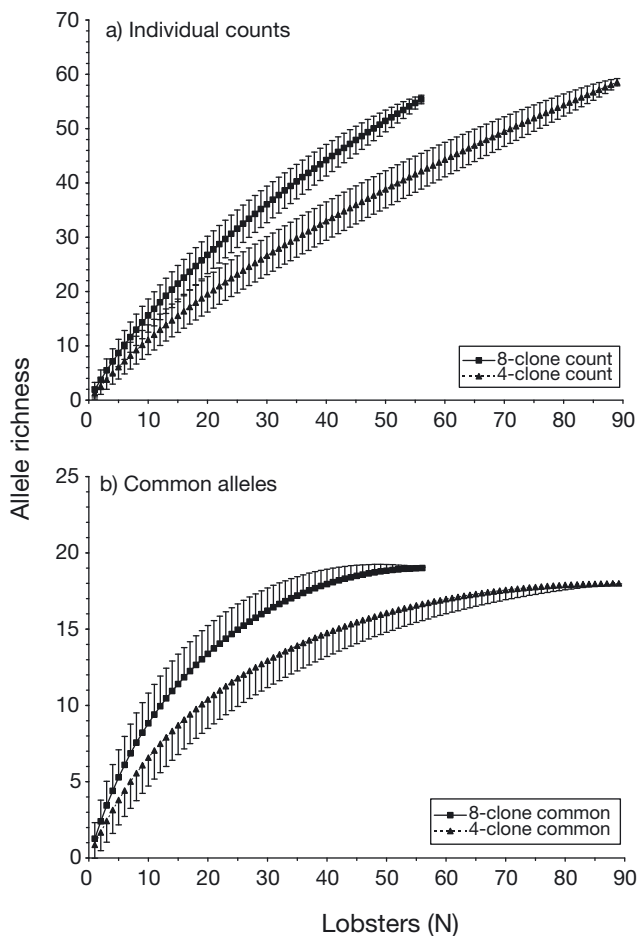 a) Individual counts
70
60
50
40
30
20
10
0
0 10 20 30 40 50 60 70 80 90
8-clone count
4-clone count
Allele richness
b) Common alleles
25
20
15
10
5
0
0 10 20 30 40 50 60 70 80 90
8-clone common
4-clone common
Lobsters (N)